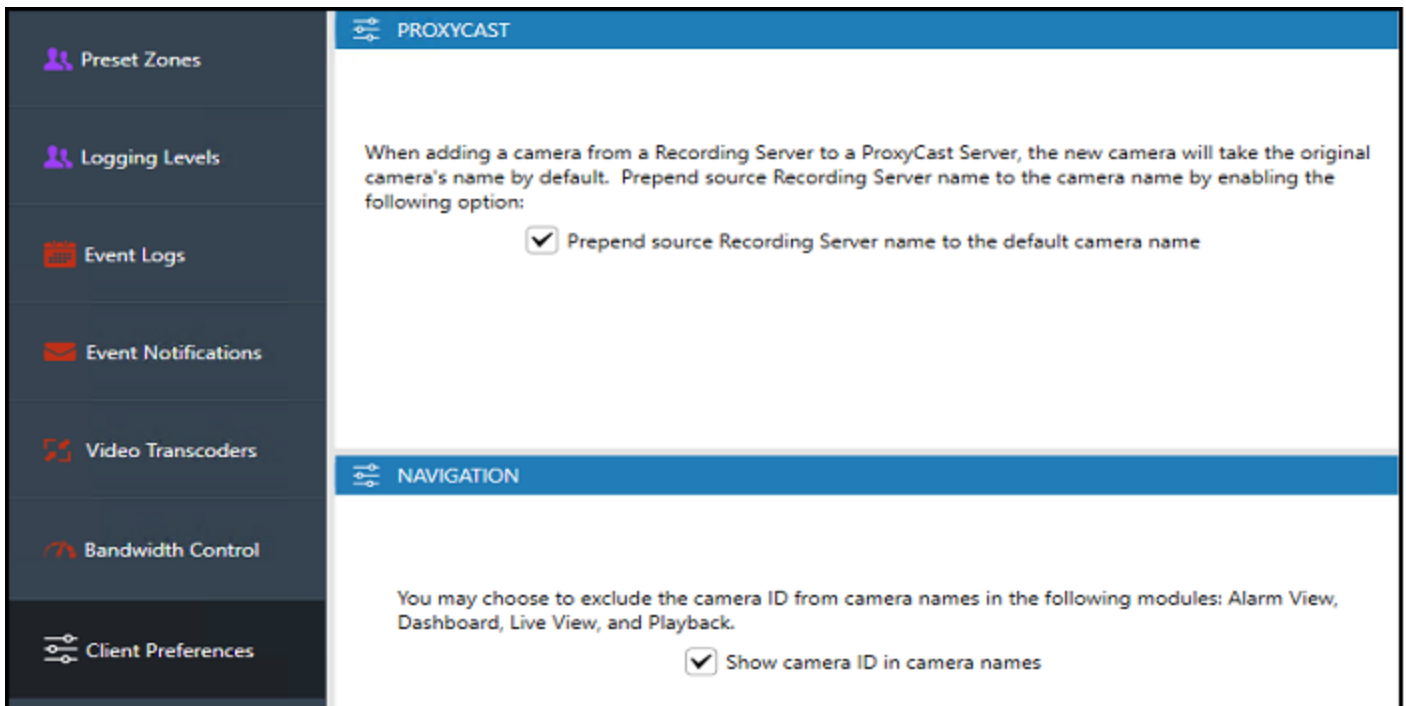 Preset Zones
Logging Levels
Event Logs
Event Notifications
Video Transcoders
Bandwidth Control
Client Preferences
PROXYCAST
When adding a camera from a Recording Server to a ProxyCast Server, the new camera will take the original
camera's name by default.  Prepend source Recording Server name to the camera name by enabling the
following option:
Prepend source Recording Server name to the default camera name
NAVIGATION
You may choose to exclude the camera ID from camera names in the following modules: Alarm View,
Dashboard, Live View, and Playback.
Show camera ID in camera names